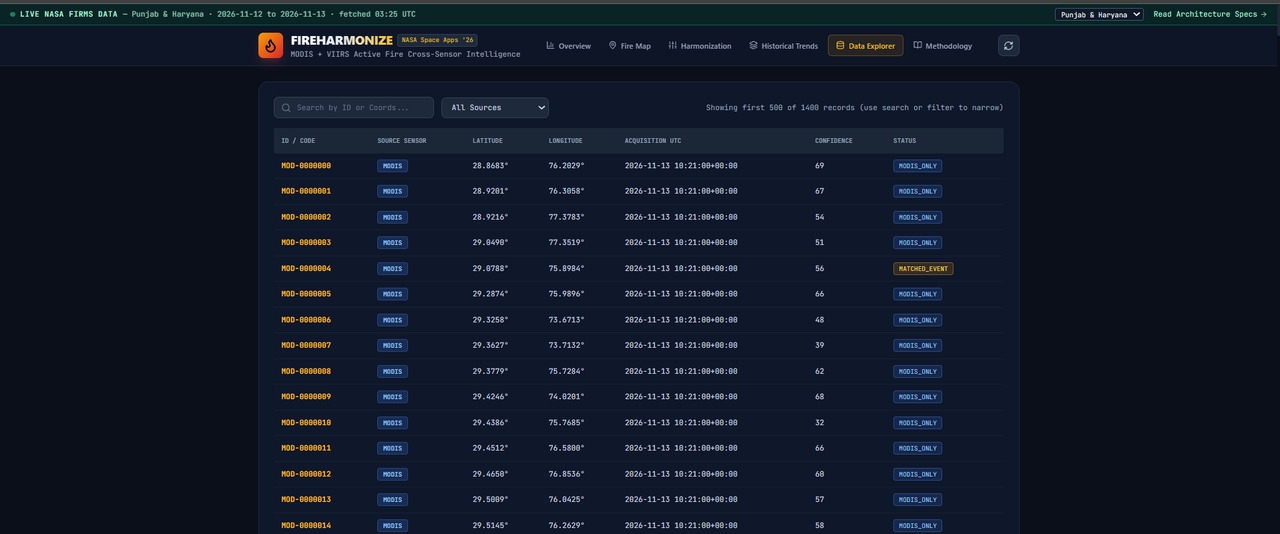 LIVE NASA FIRMS DATA — Punjab & Haryana · 2026-11-12 to 2026-11-13 · fetched 03:25 UTC
Punjab & Haryana
Read Architecture Specs →
FIREHARMONIZE NASA Space Apps '26
MODIS + VIIRS Active Fire Cross-Sensor Intelligence
Overview Fire Map Harmonization Historical Trends Data Explorer Methodology
Search by ID or Coords... All Sources Showing first 500 of 1400 records (use search or filter to narrow)
ID / CODE SOURCE SENSOR LATITUDE LONGITUDE ACQUISITION UTC CONFIDENCE STATUS
MOD-0000000 MODIS 28.8683° 76.2029° 2026-11-13 10:21:00+00:00 69 MODIS_ONLY
MOD-0000001 MODIS 28.9201° 76.3058° 2026-11-13 10:21:00+00:00 67 MODIS_ONLY
MOD-0000002 MODIS 28.9216° 77.3783° 2026-11-13 10:21:00+00:00 54 MODIS_ONLY
MOD-0000003 MODIS 29.0490° 77.3519° 2026-11-13 10:21:00+00:00 51 MODIS_ONLY
MOD-0000004 MODIS 29.0788° 75.8984° 2026-11-13 10:21:00+00:00 56 MATCHED_EVENT
MOD-0000005 MODIS 29.2874° 75.9896° 2026-11-13 10:21:00+00:00 66 MODIS_ONLY
MOD-0000006 MODIS 29.3258° 73.6713° 2026-11-13 10:21:00+00:00 48 MODIS_ONLY
MOD-0000007 MODIS 29.3627° 73.7132° 2026-11-13 10:21:00+00:00 39 MODIS_ONLY
MOD-0000008 MODIS 29.3779° 75.7284° 2026-11-13 10:21:00+00:00 62 MODIS_ONLY
MOD-0000009 MODIS 29.4246° 74.0201° 2026-11-13 10:21:00+00:00 68 MODIS_ONLY
MOD-0000010 MODIS 29.4386° 75.7685° 2026-11-13 10:21:00+00:00 32 MODIS_ONLY
MOD-0000011 MODIS 29.4512° 76.5800° 2026-11-13 10:21:00+00:00 66 MODIS_ONLY
MOD-0000012 MODIS 29.4650° 76.8536° 2026-11-13 10:21:00+00:00 60 MODIS_ONLY
MOD-0000013 MODIS 29.5009° 76.0425° 2026-11-13 10:21:00+00:00 57 MODIS_ONLY
MOD-0000014 MODIS 29.5145° 76.2629° 2026-11-13 10:21:00+00:00 58 MODIS_ONLY